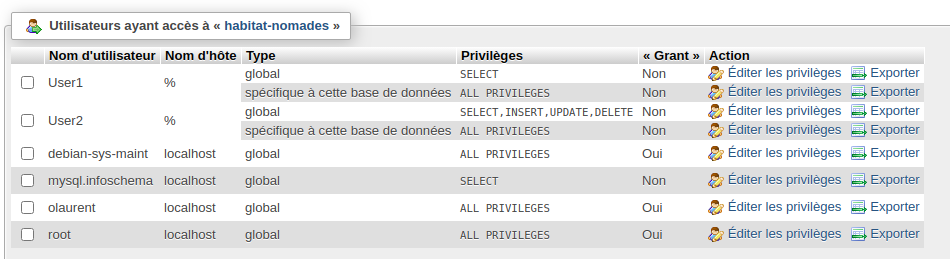 Utilisateurs ayant accès à « habitat-nomades »
Nom d'utilisateur Nom d'hôte Type Privilèges « Grant » Action
User1 % global SELECT Non Éditer les privilèges Exporter
spécifique à cette base de données ALL PRIVILEGES Non Éditer les privilèges Exporter
User2 % global SELECT,INSERT,UPDATE,DELETE Non Éditer les privilèges Exporter
spécifique à cette base de données ALL PRIVILEGES Non Éditer les privilèges Exporter
debian-sys-maint localhost global ALL PRIVILEGES Oui Éditer les privilèges Exporter
mysql.infoschema localhost global SELECT Non Éditer les privilèges Exporter
olaurent localhost global ALL PRIVILEGES Oui Éditer les privilèges Exporter
root localhost global ALL PRIVILEGES Oui Éditer les privilèges Exporter